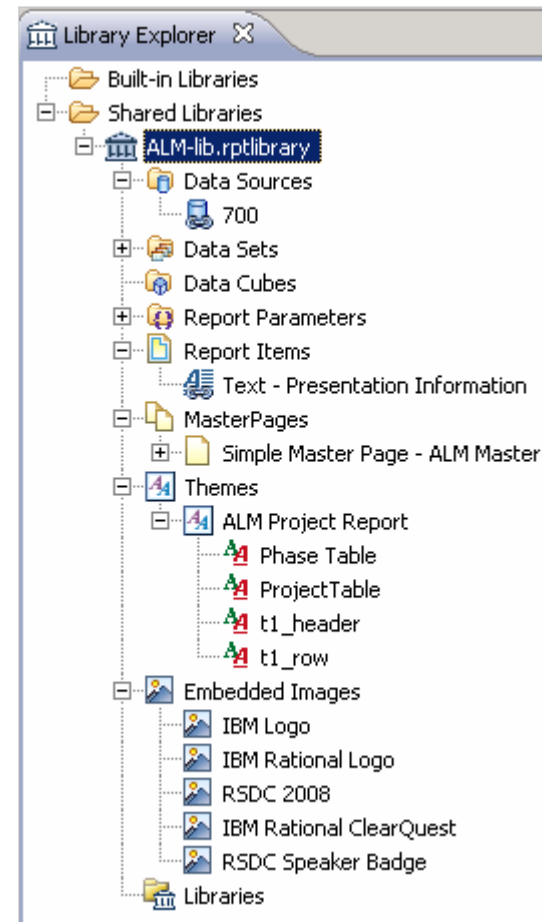 Library Explorer
Built-in Libraries
Shared Libraries
ALM-lib.rptlibrary
Data Sources
700
Data Sets
Data Cubes
Report Parameters
Report Items
Text - Presentation Information
MasterPages
Simple Master Page - ALM Master
Themes
ALM Project Report
Phase Table
ProjectTable
t1_header
t1_row
Embedded Images
IBM Logo
IBM Rational Logo
RSDC 2008
IBM Rational ClearQuest
RSDC Speaker Badge
Libraries